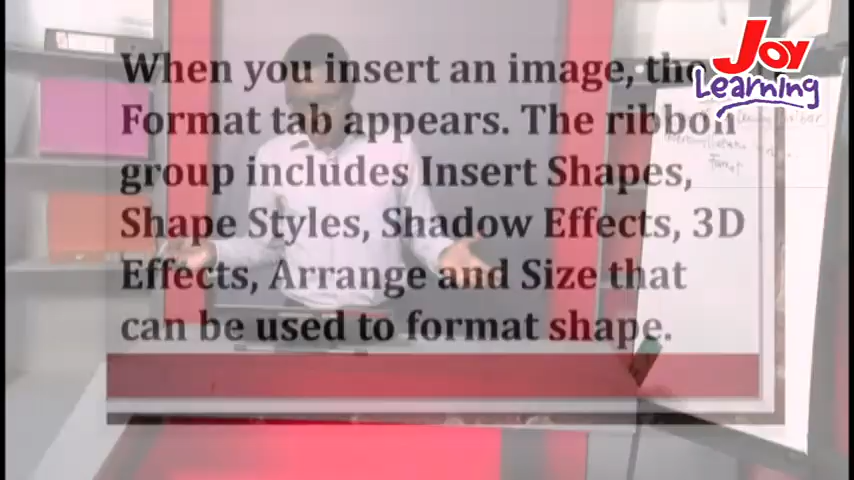 JOY
Learning
When you insert an image, the
Format tab appears. The ribbon
group includes Insert Shapes,
Shape Styles, Shadow Effects, 3D
Effects, Arrange and Size that
can be used to format shape.